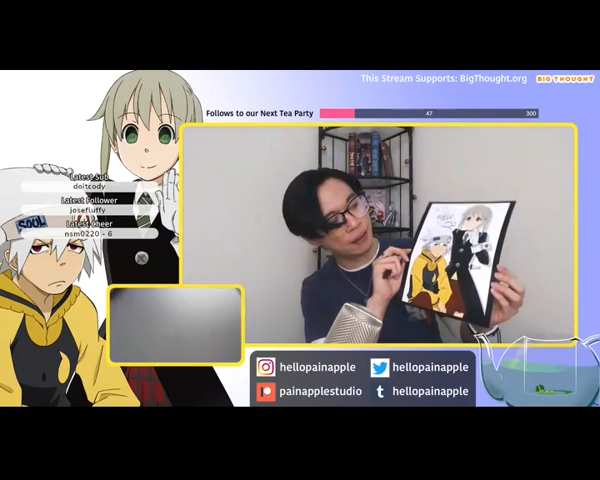 This Stream Supports: BigThought.org BIG THOUGHT
Follows to our Next Tea Party 47 300
Latest Sub
doitcody
Latest Follower
josefluffy
Latest Cheer
nsm0220 - 6
SOUL
hellopainapple hellopainapple
painapplestudio hellopainapple